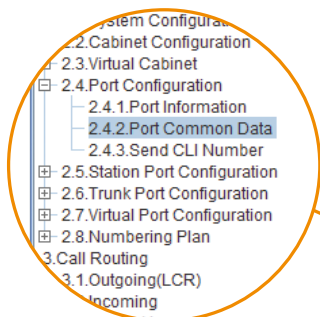 ystem Configurat
2.2.Cabinet Configuration
2.3.Virtual Cabinet
2.4.Port Configuration
2.4.1.Port Information
2.4.2.Port Common Data
2.4.3.Send CLI Number
2.5.Station Port Configuration
2.6.Trunk Port Configuration
2.7.Virtual Port Configuration
2.8.Numbering Plan
3.Call Routing
3.1.Outgoing(LCR)
Incoming